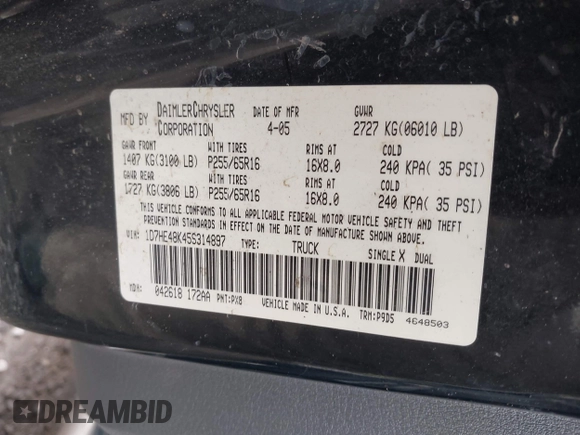 MFD BY DAIMLERCHRYSLER CORPORATION DATE OF MFR 4-05 GVWR 2727 KG(06010 LB)
GAWR FRONT WITH TIRES RIMS AT COLD
1407 KG(3100 LB) P255/65R16 16X8.0 240 KPA( 35 PSI)
GAWR REAR WITH TIRES RIMS AT COLD
1727 KG(3806 LB) P255/65R16 16X8.0 240 KPA( 35 PSI)
THIS VEHICLE CONFORMS TO ALL APPLICABLE FEDERAL MOTOR VEHICLE SAFETY AND THEFT
PREVENTION STANDARDS IN EFFECT ON THE DATE OF MANUFACTURE SHOWN ABOVE
VIN: 1D7HE48K45S314897 TYPE: TRUCK SINGLE X DUAL
MDH: 042618 172AA PNT:PX8 VEHICLE MADE IN U.S.A. TRM:P9D5 4648503
DREAMBID